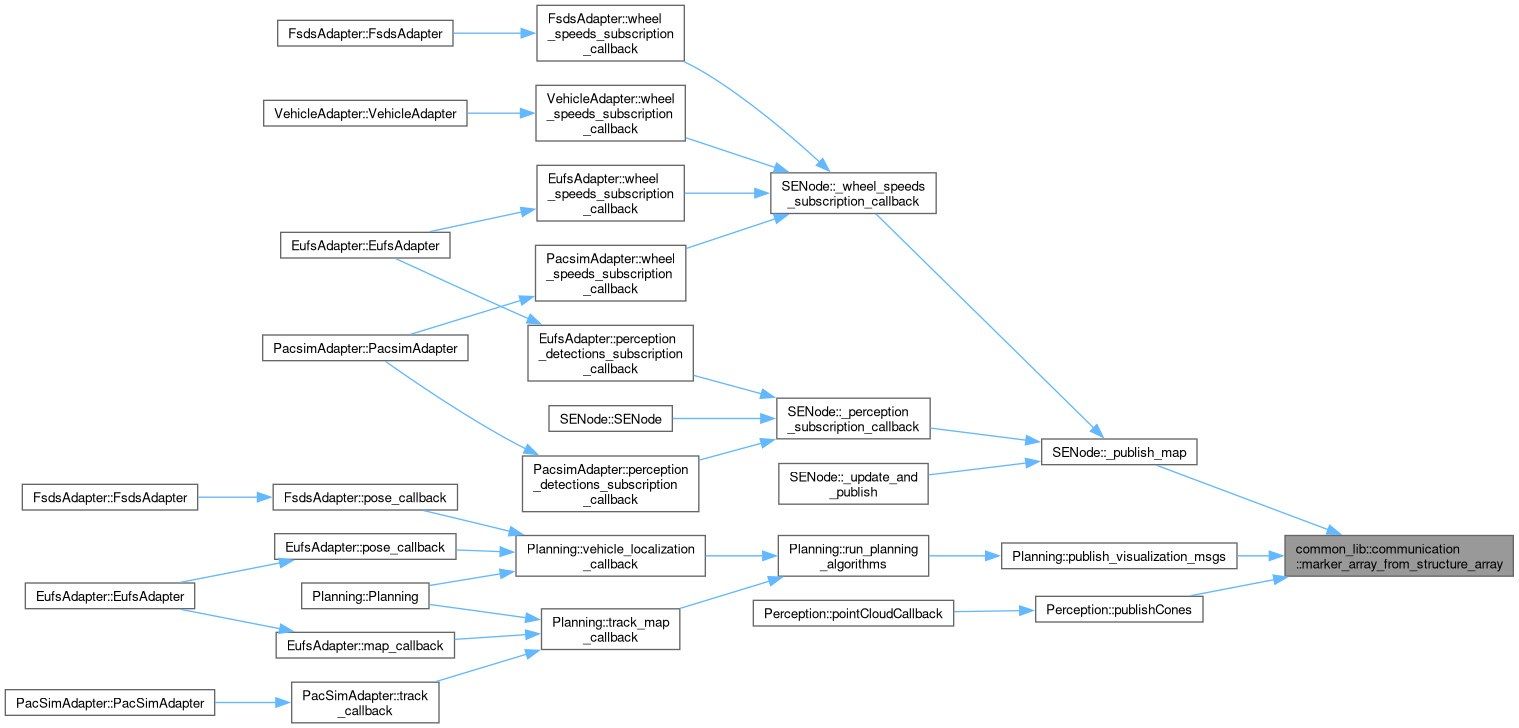 FsdsAdapter::wheel
_speeds_subscription
_callback
FsdsAdapter::FsdsAdapter
VehicleAdapter::wheel
_speeds_subscription
_callback
VehicleAdapter::VehicleAdapter
EufsAdapter::wheel
_speeds_subscription
_callback
SENode::_wheel_speeds
_subscription_callback
EufsAdapter::EufsAdapter
PacsimAdapter::wheel
_speeds_subscription
_callback
PacsimAdapter::PacsimAdapter
EufsAdapter::perception
_detections_subscription
_callback
SENode::SENode
SENode::_perception
_subscription_callback
SENode::_publish_map
PacsimAdapter::perception
_detections_subscription
_callback
SENode::_update_and
_publish
FsdsAdapter::FsdsAdapter
FsdsAdapter::pose_callback
EufsAdapter::pose_callback
Planning::vehicle_localization
_callback
Planning::run_planning
_algorithms
Planning::publish_visualization_msgs
common_lib::communication
::marker_array_from_structure_array
EufsAdapter::EufsAdapter
Planning::Planning
Perception::pointCloudCallback
Perception::publishCones
Planning::track_map
_callback
EufsAdapter::map_callback
PacSimAdapter::PacSimAdapter
PacSimAdapter::track
_callback